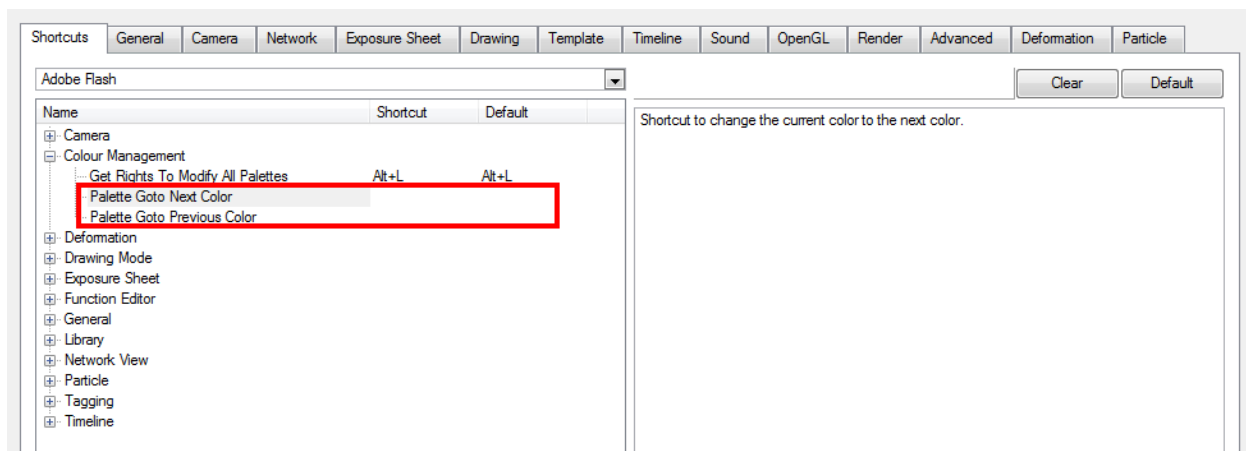 Shortcuts General Camera Network Exposure Sheet Drawing Template Timeline Sound OpenGL Render Advanced Deformation Particle
Adobe Flash Clear Default
Name Shortcut Default
Shortcut to change the current color to the next color.
Camera
Colour Management
Get Rights To Modify All Palettes Alt+L Alt+L
Palette Goto Next Color
Palette Goto Previous Color
Deformation
Drawing Mode
Exposure Sheet
Function Editor
General
Library
Network View
Particle
Tagging
Timeline